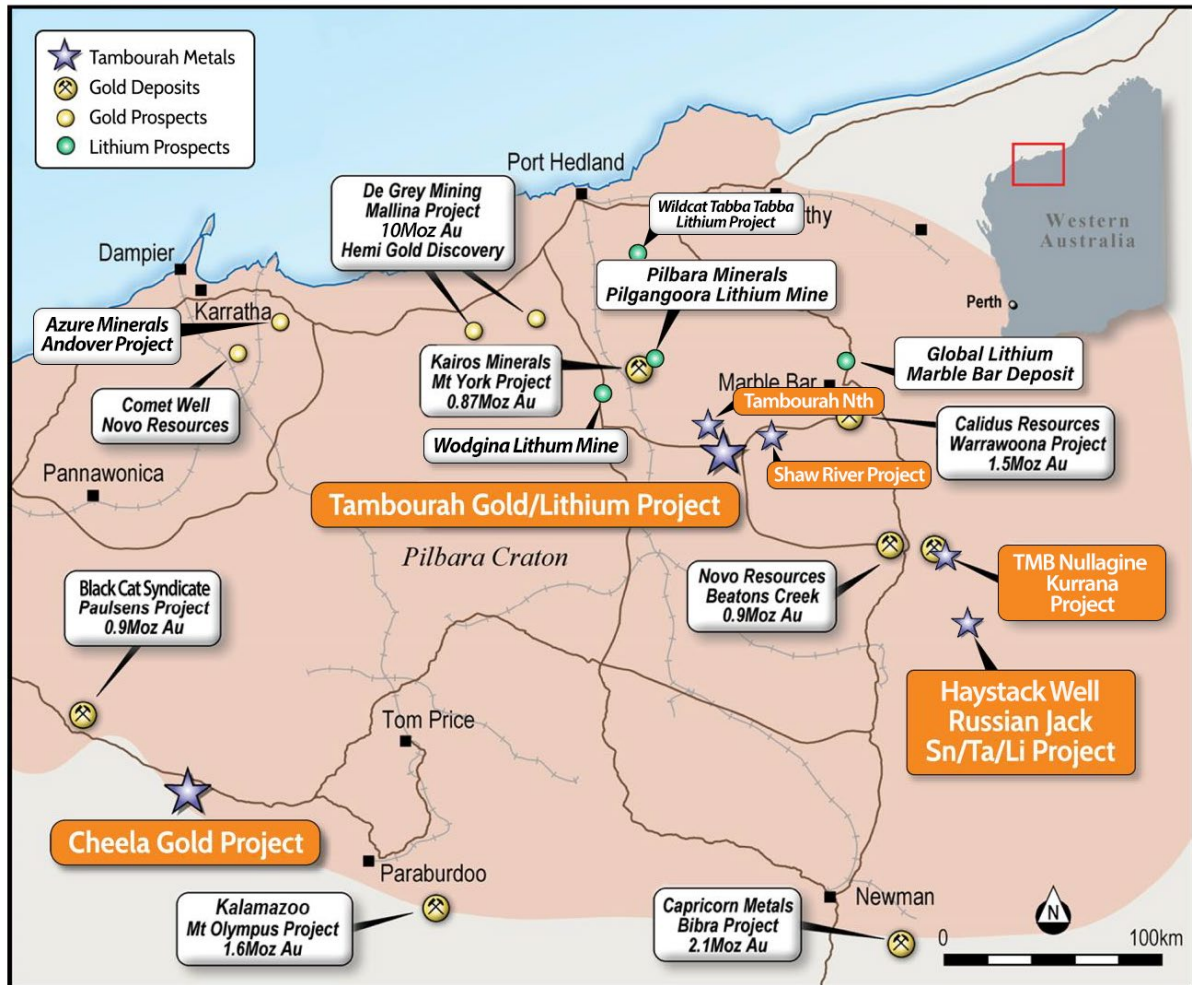 Tambourah Metals
Gold Deposits
Gold Prospects
Lithium Prospects
Port Hedland
De Grey Mining
Mallina Project
10Moz Au
Hemi Gold Discovery
Wildcat Tabba Tabba
Lithium Project
Western
Australia
Perth
Dampier
Karratha
Pilbara Minerals
Pilgangoora Lithium Mine
Azure Minerals
Andover Project
Kairos Minerals
Mt York Project
0.87Moz Au
Global Lithium
Marble Bar Deposit
Marble Bar
Comet Well
Novo Resources
Tambourah Nth
Wodgina Lithum Mine
Calidus Resources
Warrawoona Project
1.5Moz Au
Shaw River Project
Pannawonica
Tambourah Gold/Lithium Project
Pilbara Craton
Novo Resources
Beatons Creek
0.9Moz Au
TMB Nullagine
Kurrana
Project
Black Cat Syndicate
Paulsens Project
0.9Moz Au
Haystack Well
Russian Jack
Sn/Ta/Li Project
Tom Price
Cheela Gold Project
Paraburdoo
Kalamazoo
Mt Olympus Project
1.6Moz Au
Newman
Capricorn Metals
Bibra Project
2.1Moz Au
N
0 100km